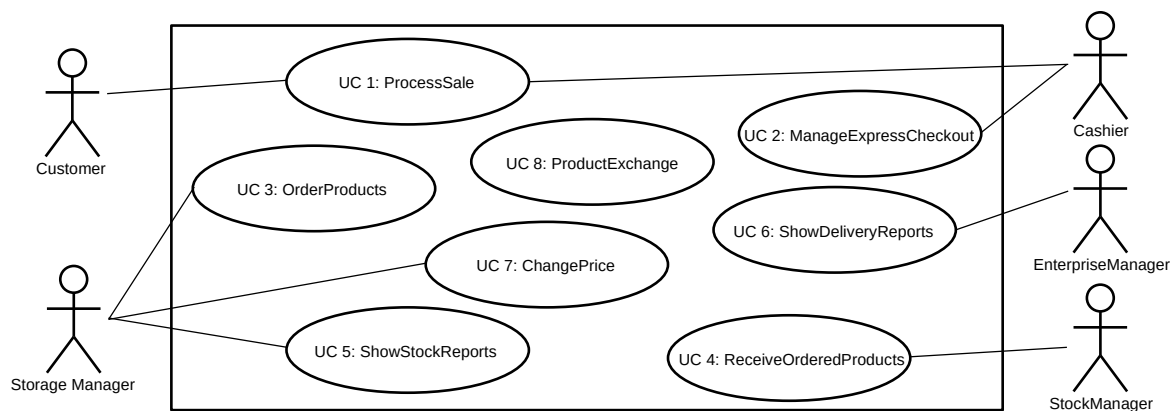 UC 1: ProcessSale
Customer
Cashier
UC 2: ManageExpressCheckout
UC 8: ProductExchange
UC 3: OrderProducts
UC 6: ShowDeliveryReports
EnterpriseManager
UC 7: ChangePrice
UC 5: ShowStockReports
UC 4: ReceiveOrderedProducts
Storage Manager
StockManager